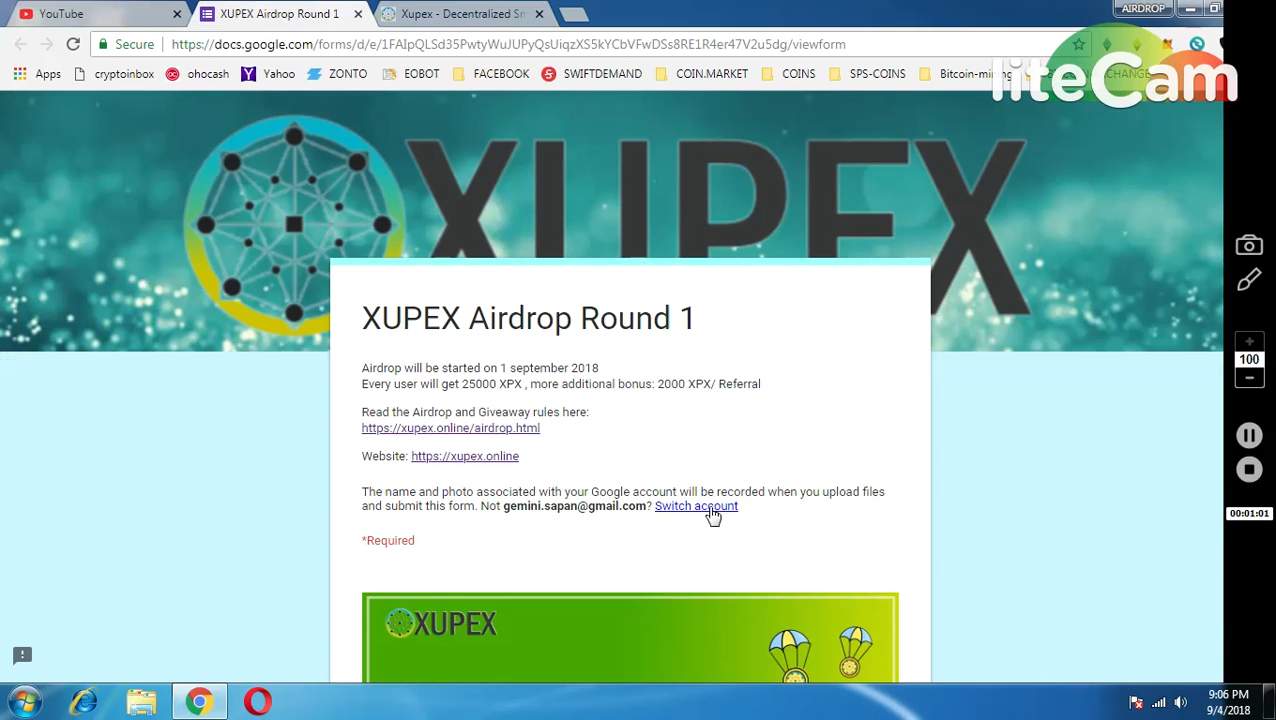 YouTube
XUPEX Airdrop Round 1
Xupex - Decentralized Sm
AIRDROP
Secure
https://docs.google.com/forms/d/e/1FAIpQLSd35PwtyWuJUPyQsUiqzXS5kYCbVFwDSs8RE1R4er47V2u5dg/viewform
Apps
cryptoinbox
ohocash
Yahoo
ZONTO
EOBOT
FACEBOOK
SWIFTDEMAND
COIN.MARKET
COINS
SPS-COINS
Bitcoin-mining
liteCam
XUPEX
XUPEX Airdrop Round 1
Airdrop will be started on 1 september 2018
Every user will get 25000 XPX , more additional bonus: 2000 XPX/ Referral
Read the Airdrop and Giveaway rules here:
https://xupex.online/airdrop.html
Website: https://xupex.online
The name and photo associated with your Google account will be recorded when you upload files
and submit this form. Not gemini.sapan@gmail.com? Switch account
*Required
XUPEX
100
00:01:01
9:06 PM
9/4/2018